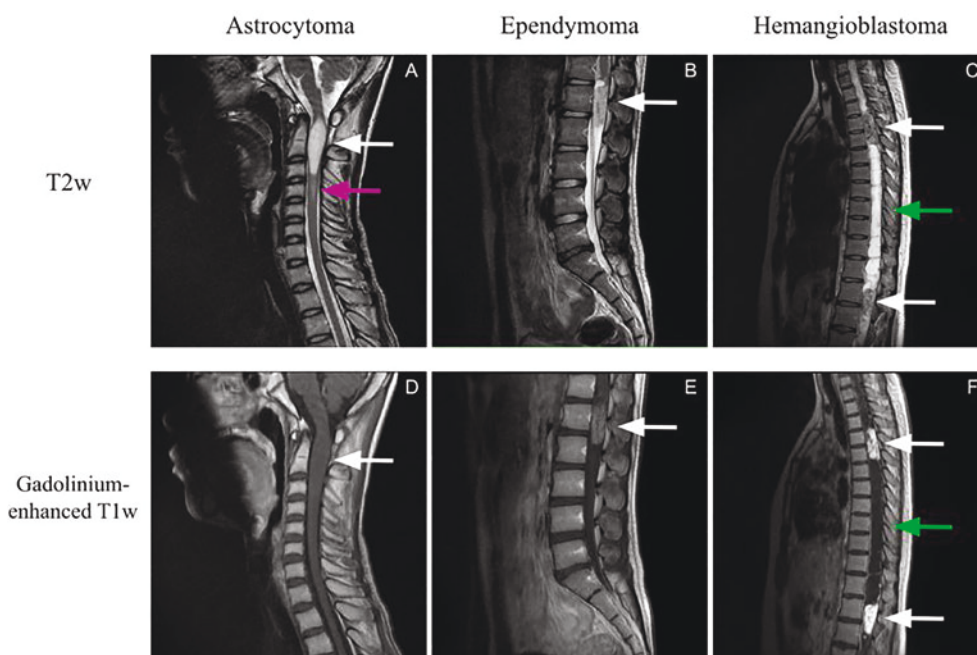 Astrocytoma
Ependymoma
Hemangioblastoma
A
B
C
T2w
D
E
F
Gadolinium-
enhanced T1w